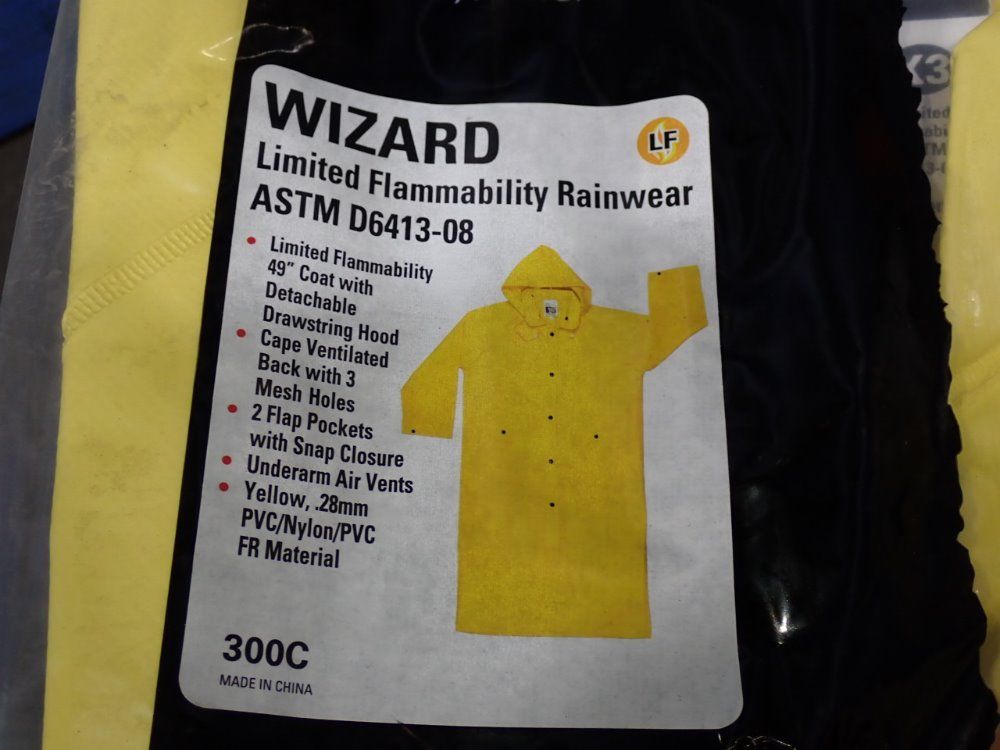 WIZARD
LF
Limited Flammability Rainwear
ASTM D6413-08
• Limited Flammability
49" Coat with
Detachable
Drawstring Hood
• Cape Ventilated
Back with 3
Mesh Holes
• 2 Flap Pockets
with Snap Closure
• Underarm Air Vents
• Yellow, .28mm
PVC/Nylon/PVC
FR Material
300C
MADE IN CHINA